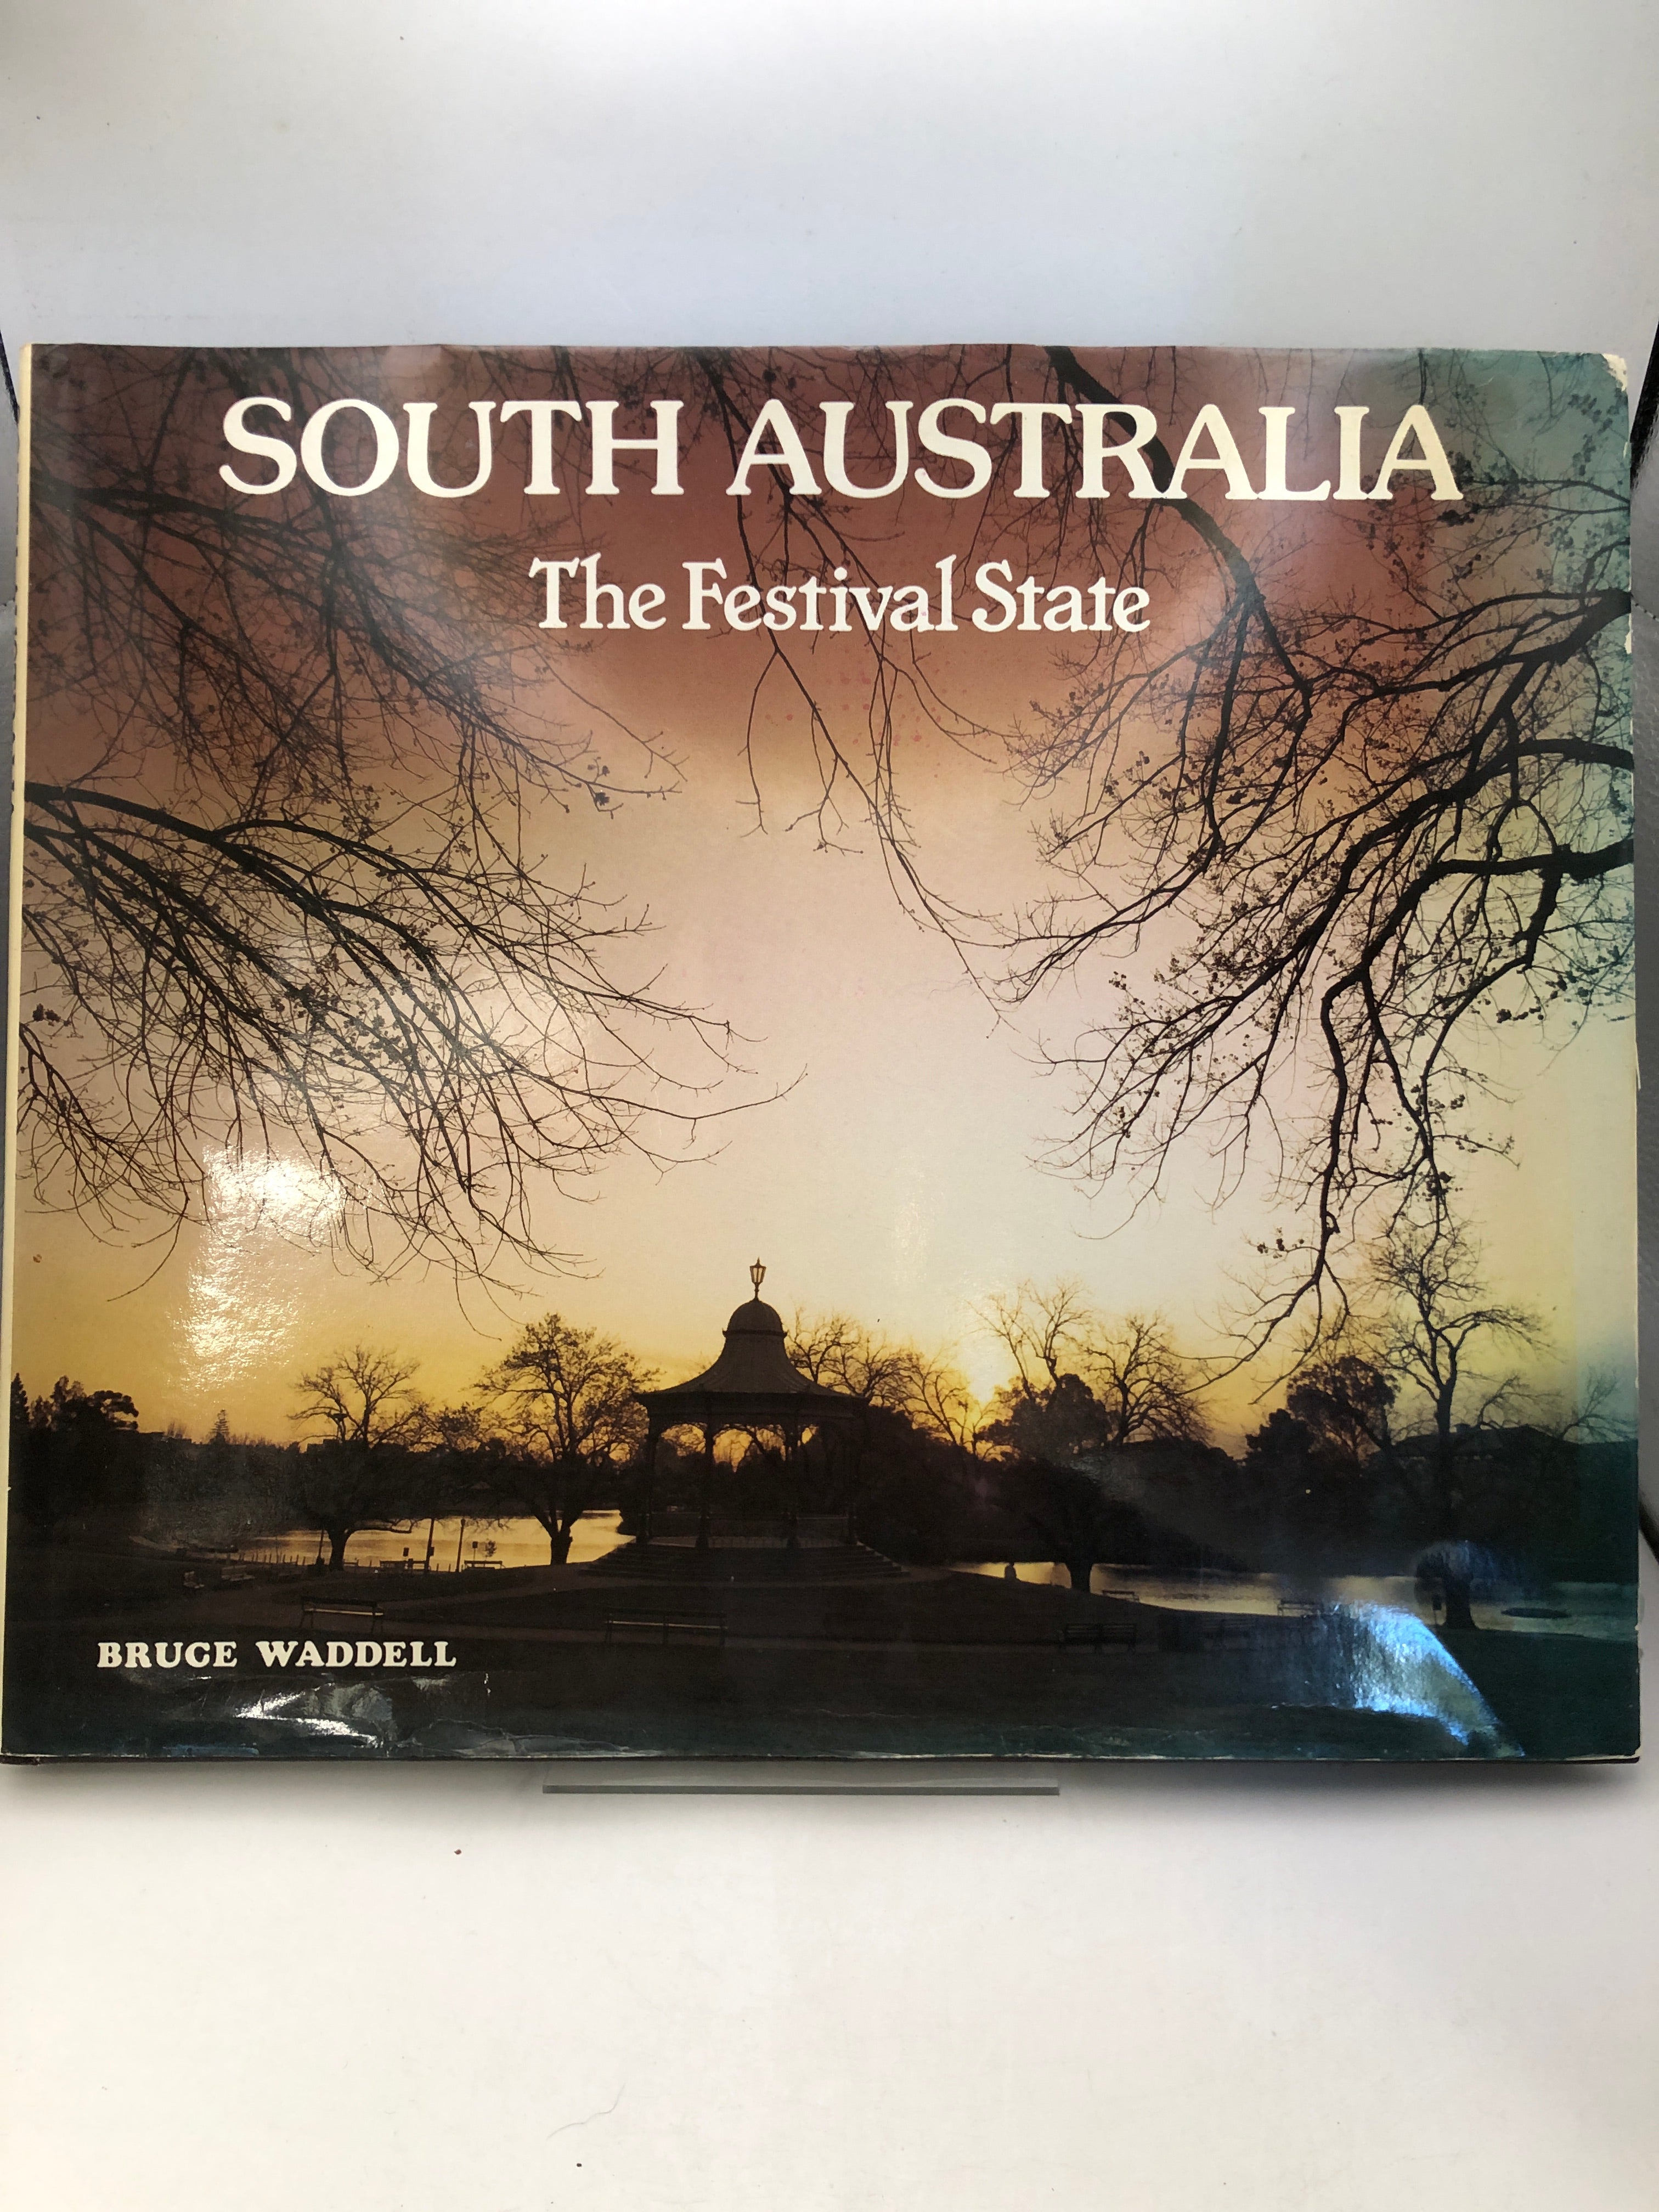 SOUTH AUSTRALIA
The Festival State
BRUCE WADDELL